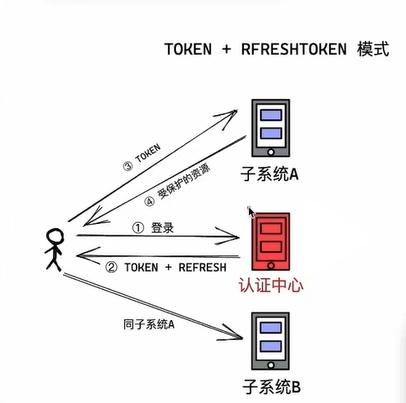 TOKEN + RFRESHTOKEN 模式
③ TOKEN
④ 受保护的资源
子系统A
① 登录
② TOKEN + REFRESH
认证中心
同子系统A
子系统B